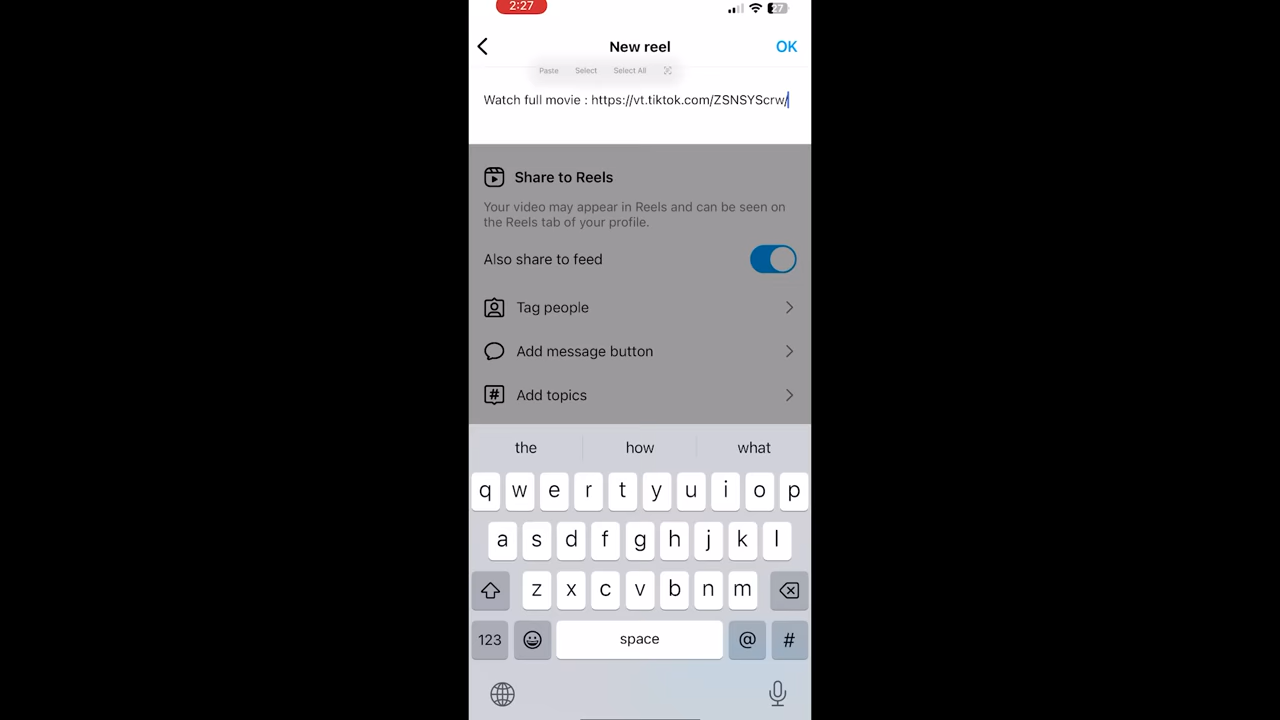 2:27
27
New reel
OK
Paste Select Select All
Watch full movie : https://vt.tiktok.com/ZSNSYScrw/
Share to Reels
Your video may appear in Reels and can be seen on
the Reels tab of your profile.
Also share to feed
Tag people
Add message button
# Add topics
the how what
q w e r t y u i o p
a s d f g h j k l
z x c v b n m
123 space @ #